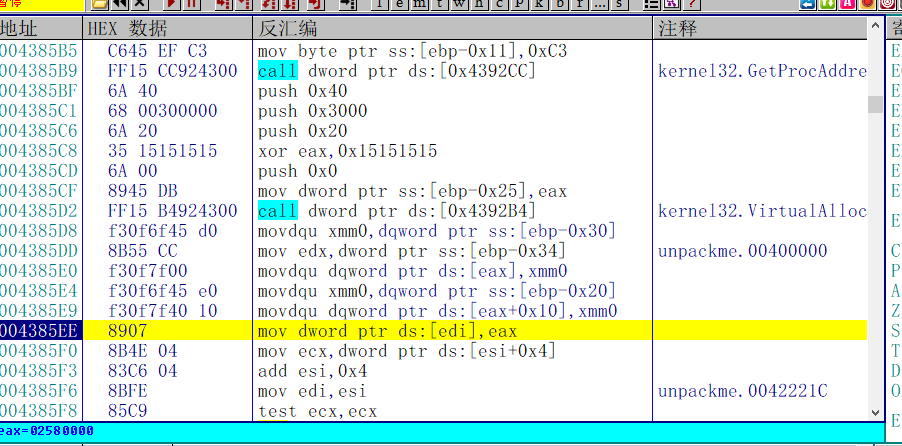 暂停 l e m t w h c p k b r ... s
地址 HEX 数据 反汇编 注释
004385B5 C645 EF C3 mov byte ptr ss:[ebp-0x11],0xC3
004385B9 FF15 CC924300 call dword ptr ds:[0x4392CC] kernel32.GetProcAddre
004385BF 6A 40 push 0x40
004385C1 68 00300000 push 0x3000
004385C6 6A 20 push 0x20
004385C8 35 15151515 xor eax,0x15151515
004385CD 6A 00 push 0x0
004385CF 8945 DB mov dword ptr ss:[ebp-0x25],eax
004385D2 FF15 B4924300 call dword ptr ds:[0x4392B4] kernel32.VirtualAlloc
004385D8 f30f6f45 d0 movdqu xmm0,dqword ptr ss:[ebp-0x30]
004385DD 8B55 CC mov edx,dword ptr ss:[ebp-0x34] unpackme.00400000
004385E0 f30f7f00 movdqu dqword ptr ds:[eax],xmm0
004385E4 f30f6f45 e0 movdqu xmm0,dqword ptr ss:[ebp-0x20]
004385E9 f30f7f40 10 movdqu dqword ptr ds:[eax+0x10],xmm0
004385EE 8907 mov dword ptr ds:[edi],eax
004385F0 8B4E 04 mov ecx,dword ptr ds:[esi+0x4]
004385F3 83C6 04 add esi,0x4
004385F6 8BFE mov edi,esi unpackme.0042221C
004385F8 85C9 test ecx,ecx
eax=02580000